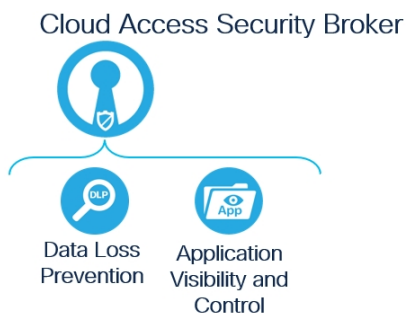 Cloud Access Security Broker
DLP
App
Data Loss
Prevention
Application
Visibility and
Control